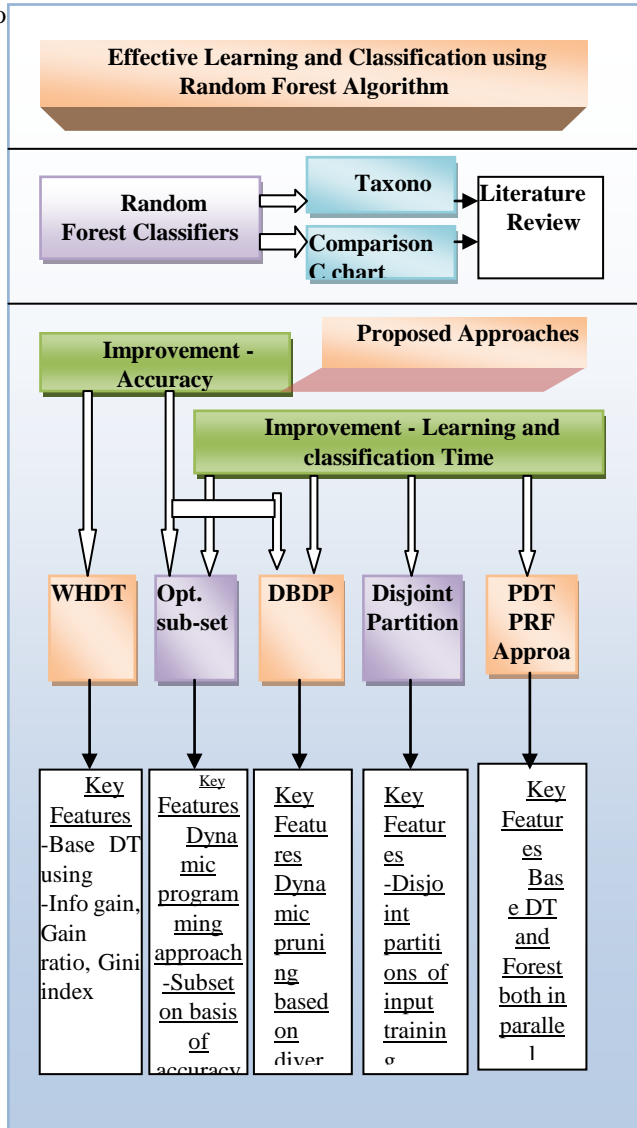 o
Effective Learning and Classification using
Random Forest Algorithm
Random
Forest Classifiers
Taxono
Comparison
C chart
Literature
Review
Proposed Approaches
Improvement -
Accuracy
Improvement - Learning and
classification Time
WHDT
Opt.
sub-set
DBDP
Disjoint
Partition
PDT
PRF
Approa
Key
Features
-Base DT
using
-Info gain,
Gain
ratio, Gini
index
Key
Features
Dyna
mic
program
ming
approach
-Subset
on basis
of
accuracy
Key
Featu
res
Dyna
mic
pruni
ng
based
on
diver
Key
Featur
es
-Disjo
int
partiti
ons of
input
trainin
g
Key
Featur
es
Bas
e DT
and
Forest
both in
paralle
l